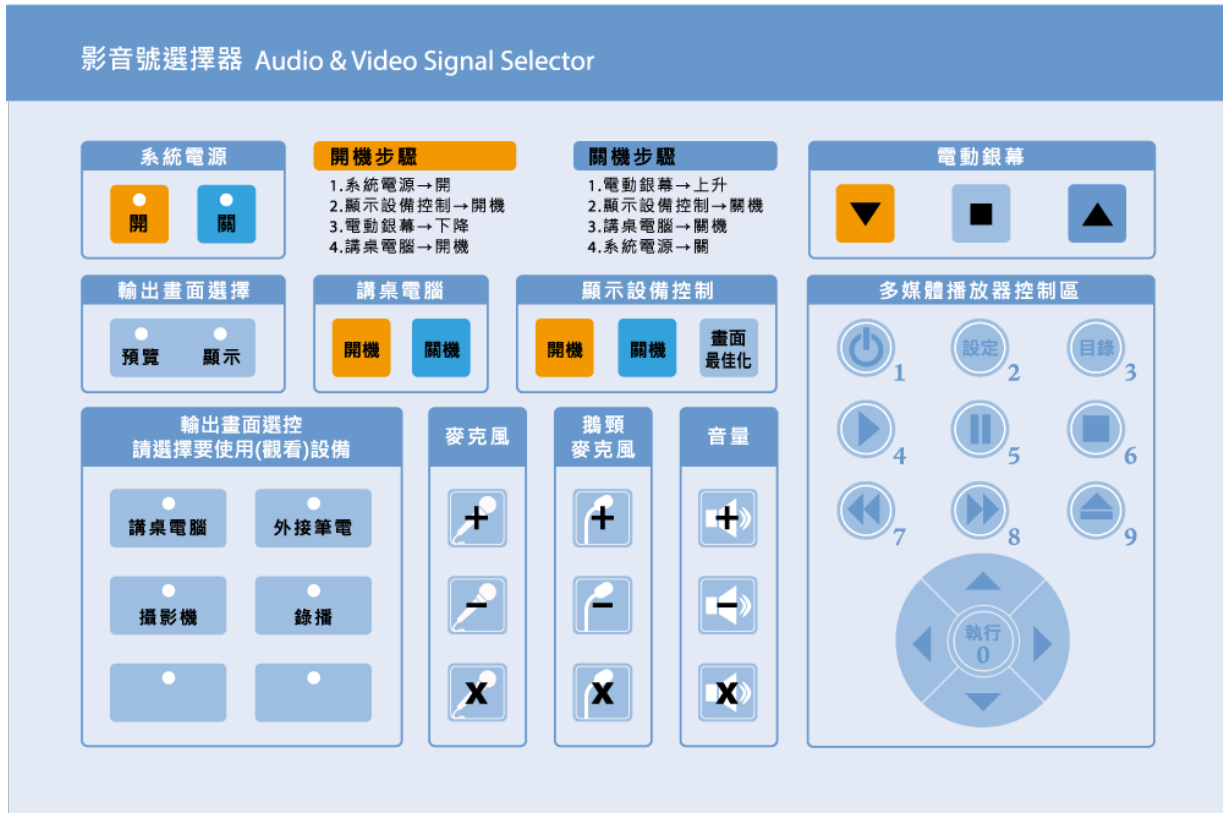 影音號選擇器 Audio & Video Signal Selector
系統電源
開
關
開機步驟
1.系統電源→開
2.顯示設備控制→開機
3.電動銀幕→下降
4.講桌電腦→開機
關機步驟
1.電動銀幕→上升
2.顯示設備控制→關機
3.講桌電腦→關機
4.系統電源→關
電動銀幕
輸出畫面選擇
預覽
顯示
講桌電腦
開機
關機
顯示設備控制
開機
關機
畫面
最佳化
多媒體播放器控制區
1
設定
2
目錄
3
4
5
6
7
8
9
執行
0
輸出畫面選控
請選擇要使用(觀看)設備
講桌電腦
外接筆電
攝影機
錄播
麥克風
+
−
X
鵝頸
麥克風
+
−
X
音量
+
−
X